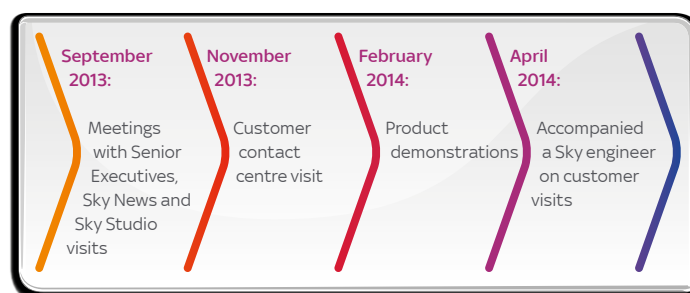 September
2013:
Meetings
with Senior
Executives,
Sky News and
Sky Studio
visits
November
2013:
Customer
contact
centre visit
February
2014:
Product
demonstrations
April
2014:
Accompanied
a Sky engineer
on customer
visits